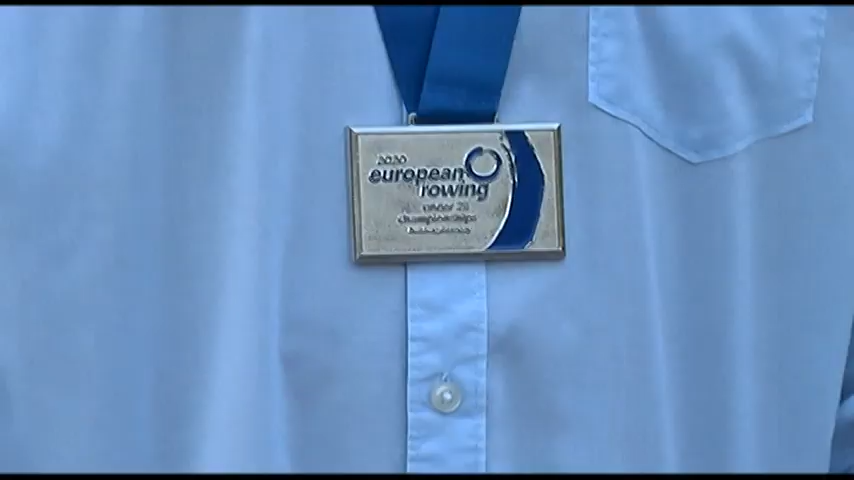 2020
european
rowing
under 23
championships